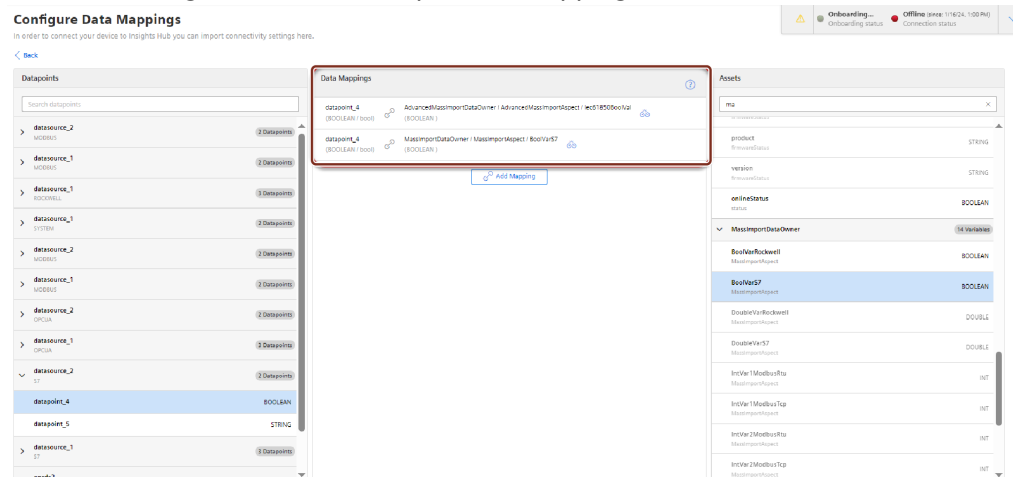 Configure Data Mappings
Onboarding...
Onboarding status
Offline (since: 1/16/24, 1:00 PM)
Connection status
In order to connect your device to Insights Hub you can import connectivity settings here.
Back
Datapoints
Search datapoints
datasource_2
MODBUS
2 Datapoints
datasource_1
MODBUS
2 Datapoints
datasource_1
ROCKWELL
3 Datapoints
datasource_1
SYSTEM
3 Datapoints
datasource_2
MODBUS
2 Datapoints
datasource_1
MODBUS
2 Datapoints
datasource_2
OPCUA
2 Datapoints
datasource_1
OPCUA
2 Datapoints
datasource_2
S7
2 Datapoints
datapoint_4
BOOLEAN
datapoint_5
STRING
datasource_1
S7
3 Datapoints
Data Mappings
datapoint_4
(BOOLEAN / bool)
AdvancedMassImportDataOwner / AdvancedMassImportAspect / iec61850BoolVal
(BOOLEAN )
datapoint_4
(BOOLEAN / bool)
MassImportDataOwner / MassImportAspect / BoolVarS7
(BOOLEAN )
Add Mapping
Assets
ma
product
firmwareStatus
STRING
version
firmwareStatus
STRING
onlineStatus
status
BOOLEAN
MassImportDataOwner
14 Variables
BoolVarRockwell
MassImportAspect
BOOLEAN
BoolVarS7
MassImportAspect
BOOLEAN
DoubleVarRockwell
MassImportAspect
DOUBLE
DoubleVarS7
MassImportAspect
DOUBLE
IntVar1ModbusRtu
MassImportAspect
INT
IntVar1ModbusTcp
MassImportAspect
INT
IntVar2ModbusRtu
MassImportAspect
INT
IntVar2ModbusTcp
MassImportAspect
INT